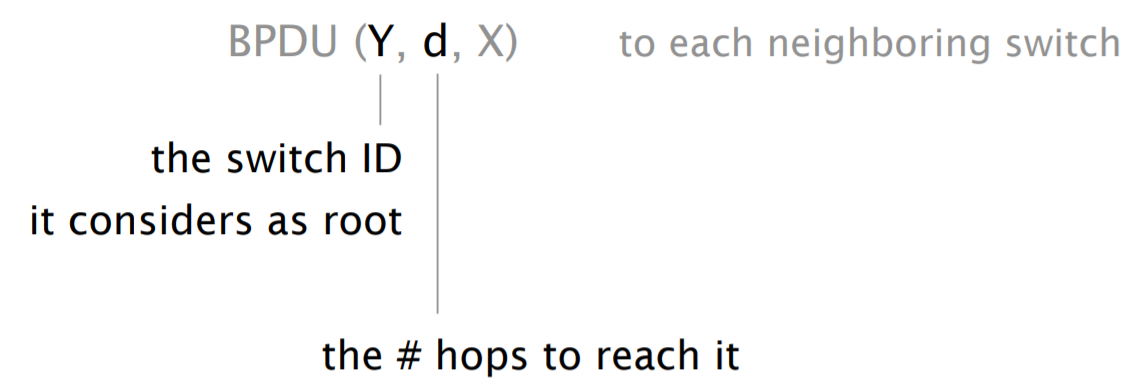 BPDU (Y, d, X) to each neighboring switch
the switch ID
it considers as root
the # hops to reach it